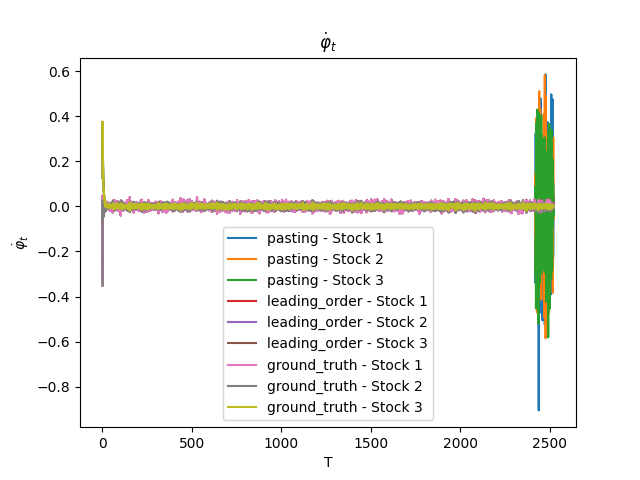 φ̇ₜ
0.6
0.4
0.2
0.0
−0.2
−0.4
−0.6
−0.8
φ̇ₜ
pasting - Stock 1
pasting - Stock 2
pasting - Stock 3
leading_order - Stock 1
leading_order - Stock 2
leading_order - Stock 3
ground_truth - Stock 1
ground_truth - Stock 2
ground_truth - Stock 3
0 500 1000 1500 2000 2500
T